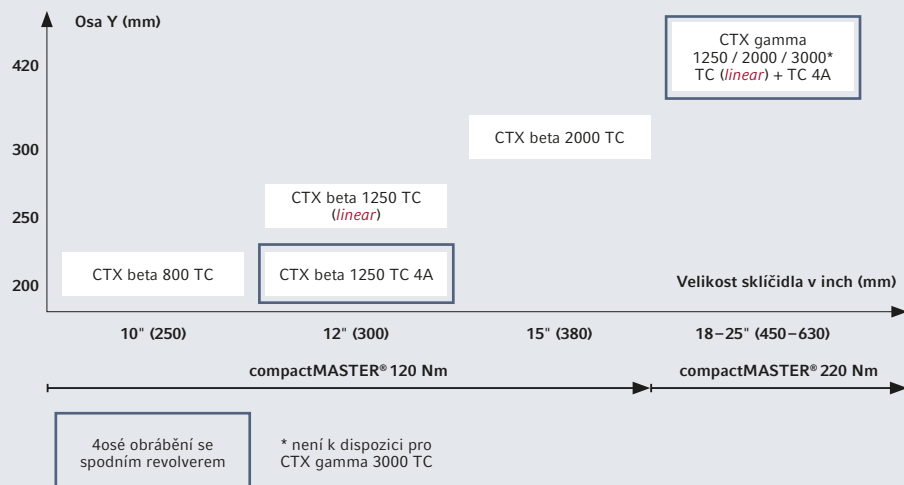 Osa Y (mm)
420
300
250
200
CTX gamma
1250 / 2000 / 3000*
TC (linear) + TC 4A
CTX beta 2000 TC
CTX beta 1250 TC
(linear)
CTX beta 800 TC
CTX beta 1250 TC 4A
Velikost sklíčidla v inch (mm)
10" (250)
12" (300)
15" (380)
18–25" (450–630)
compactMASTER® 120 Nm
compactMASTER® 220 Nm
4osé obrábění se
spodním revolverem
* není k dispozici pro
CTX gamma 3000 TC